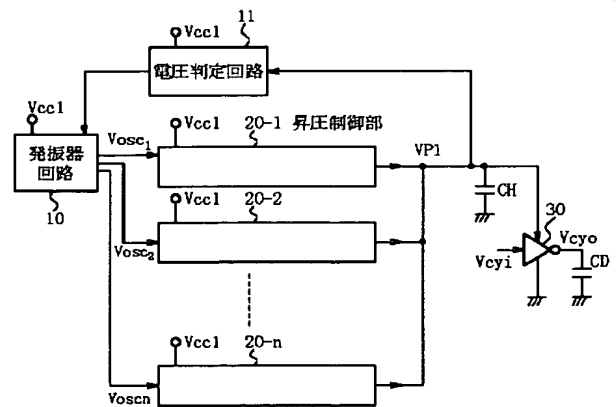 11
Vcc1
電圧判定回路
Vcc1
発振器
回路
10
Vosc1
Vcc1
20-1 昇圧制御部
VP1
CH
Vcc1
20-2
Vosc2
30
Vcyi
Vcyo
CD
Vcc1
20-n
Voscn